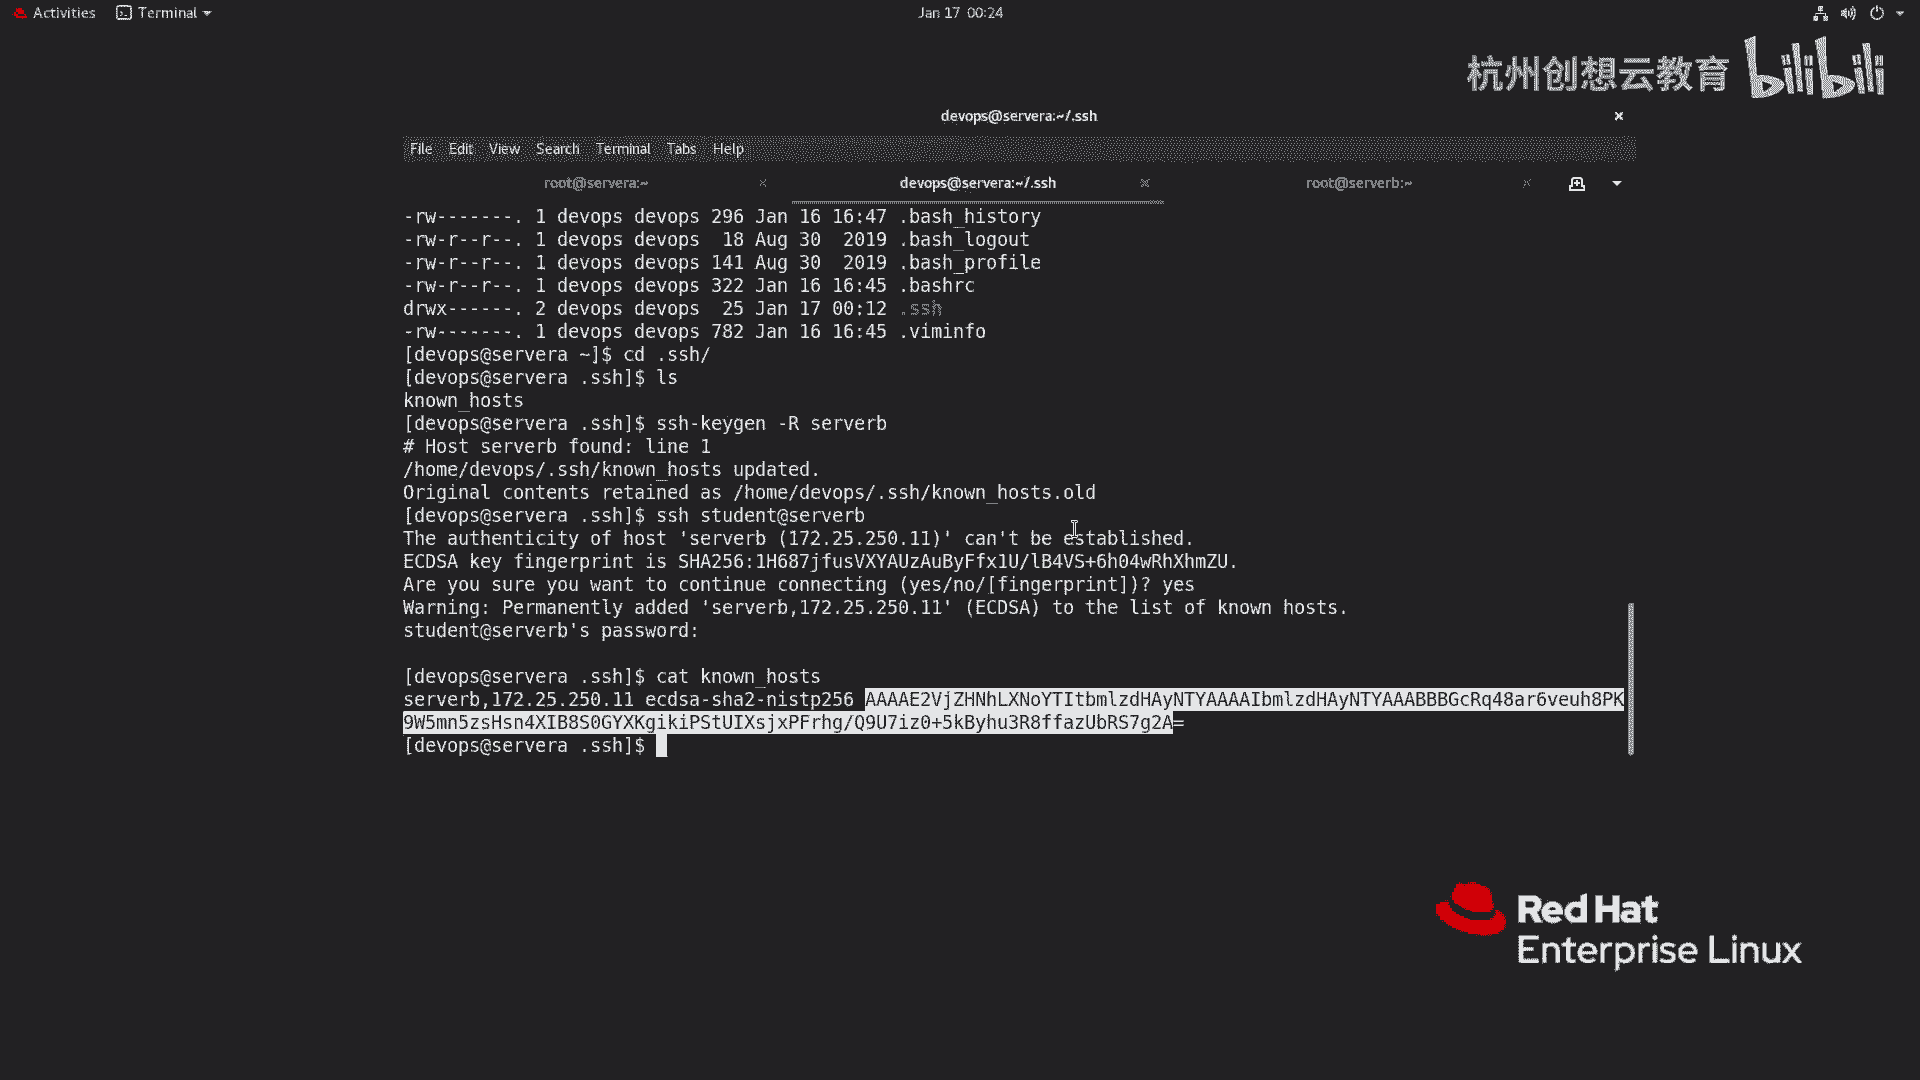 Activities Terminal Jan 17 00:24
杭州创想云教育 bilibili
devops@servera:~/.ssh
File Edit View Search Terminal Tabs Help
root@servera:~ devops@servera:~/.ssh root@serverb:~
-rw-------. 1 devops devops 296 Jan 16 16:47 .bash_history
-rw-r--r--. 1 devops devops  18 Aug 30  2019 .bash_logout
-rw-r--r--. 1 devops devops 141 Aug 30  2019 .bash_profile
-rw-r--r--. 1 devops devops 322 Jan 16 16:45 .bashrc
drwx------. 2 devops devops  25 Jan 17 00:12 .ssh
-rw-------. 1 devops devops 782 Jan 16 16:45 .viminfo
[devops@servera ~]$ cd .ssh/
[devops@servera .ssh]$ ls
known_hosts
[devops@servera .ssh]$ ssh-keygen -R serverb
# Host serverb found: line 1
/home/devops/.ssh/known_hosts updated.
Original contents retained as /home/devops/.ssh/known_hosts.old
[devops@servera .ssh]$ ssh student@serverb
The authenticity of host 'serverb (172.25.250.11)' can't be established.
ECDSA key fingerprint is SHA256:1H687jfusVXYAUzAuByFfx1U/lB4VS+6h04wRhXhmZU.
Are you sure you want to continue connecting (yes/no/[fingerprint])? yes
Warning: Permanently added 'serverb,172.25.250.11' (ECDSA) to the list of known hosts.
student@serverb's password:
[devops@servera .ssh]$ cat known_hosts
serverb,172.25.250.11 ecdsa-sha2-nistp256 AAAAE2VjZHNhLXNoYTItbmlzdHAyNTYAAAAIbmlzdHAyNTYAAABBBGcRq48ar6veuh8PK
9W5mn5zsHsn4XIB8S0GYXKgikiPStUIXsjxPFrhg/Q9U7iz0+5kByhu3R8ffazUbRS7g2A=
[devops@servera .ssh]$
Red Hat
Enterprise Linux